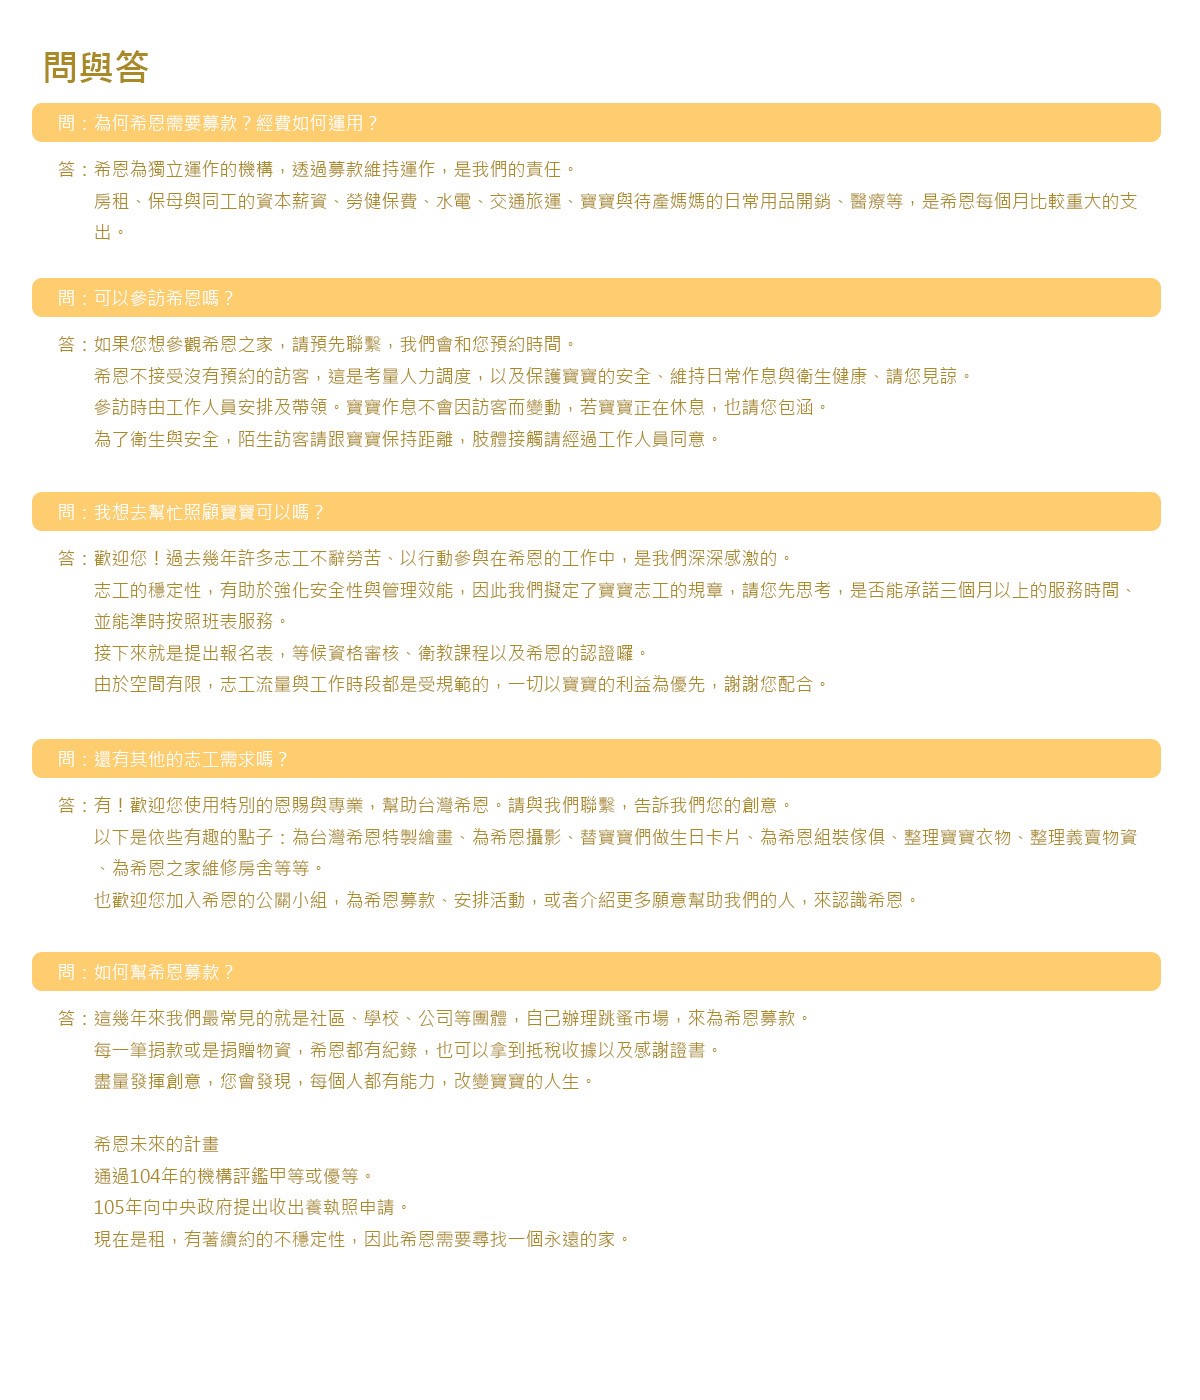 問與答
問：為何希恩需要募款？經費如何運用？
答：希恩為獨立運作的機構，透過募款維持運作，是我們的責任。
房租、保母與同工的資本薪資、勞健保費、水電、交通旅運、寶寶與待產媽媽的日常用品開銷、醫療等，是希恩每個月比較重大的支
出。
問：可以參訪希恩嗎？
答：如果您想參觀希恩之家，請預先聯繫，我們會和您預約時間。
希恩不接受沒有預約的訪客，這是考量人力調度，以及保護寶寶的安全、維持日常作息與衛生健康、請您見諒。
參訪時由工作人員安排及帶領。寶寶作息不會因訪客而變動，若寶寶正在休息，也請您包涵。
為了衛生與安全，陌生訪客請跟寶寶保持距離，肢體接觸請經過工作人員同意。
問：我想去幫忙照顧寶寶可以嗎？
答：歡迎您！過去幾年許多志工不辭勞苦、以行動參與在希恩的工作中，是我們深深感激的。
志工的穩定性，有助於強化安全性與管理效能，因此我們擬定了寶寶志工的規章，請您先思考，是否能承諾三個月以上的服務時間、
並能準時按照班表服務。
接下來就是提出報名表，等候資格審核、衛教課程以及希恩的認證囉。
由於空間有限，志工流量與工作時段都是受規範的，一切以寶寶的利益為優先，謝謝您配合。
問：還有其他的志工需求嗎？
答：有！歡迎您使用特別的恩賜與專業，幫助台灣希恩。請與我們聯繫，告訴我們您的創意。
以下是依些有趣的點子：為台灣希恩特製繪畫、為希恩攝影、替寶寶們做生日卡片、為希恩組裝傢俱、整理寶寶衣物、整理義賣物資
、為希恩之家維修房舍等等。
也歡迎您加入希恩的公關小組，為希恩募款、安排活動，或者介紹更多願意幫助我們的人，來認識希恩。
問：如何幫希恩募款？
答：這幾年來我們最常見的就是社區、學校、公司等團體，自己辦理跳蚤市場，來為希恩募款。
每一筆捐款或是捐贈物資，希恩都有紀錄，也可以拿到抵稅收據以及感謝證書。
盡量發揮創意，您會發現，每個人都有能力，改變寶寶的人生。
希恩未來的計畫
通過104年的機構評鑑甲等或優等。
105年向中央政府提出收出養執照申請。
現在是租，有著續約的不穩定性，因此希恩需要尋找一個永遠的家。